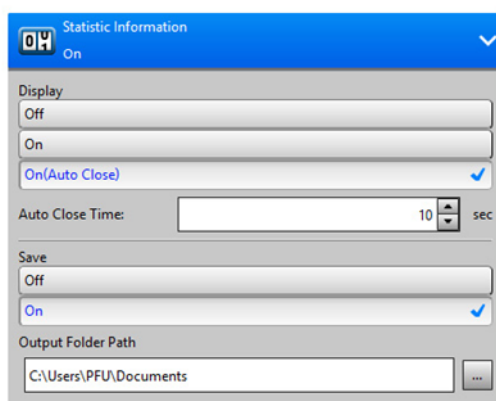 Statistic Information
On
Display
Off
On
On(Auto Close)
Auto Close Time: 10 sec
Save
Off
On
Output Folder Path
C:\Users\PFU\Documents ...